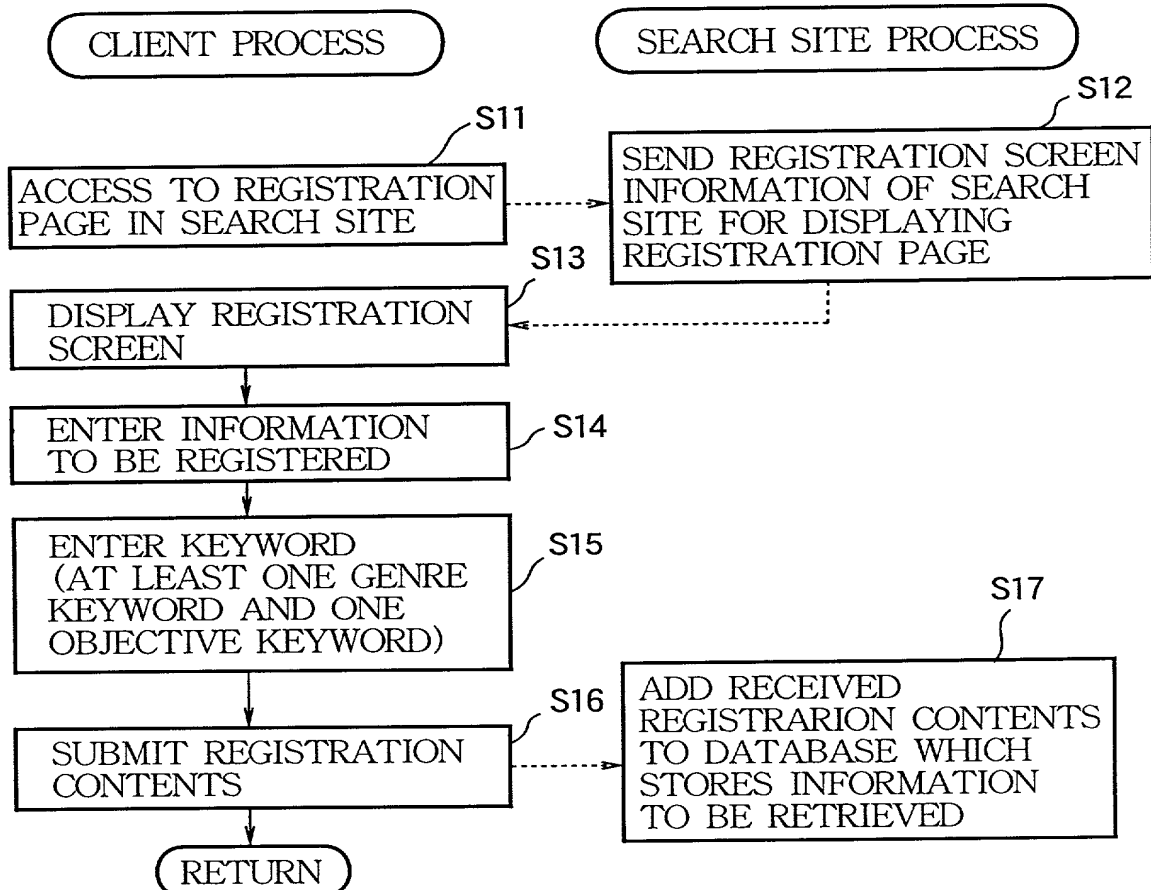 CLIENT PROCESS
SEARCH SITE PROCESS
S11
S12
ACCESS TO REGISTRATION
PAGE IN SEARCH SITE
SEND REGISTRATION SCREEN
INFORMATION OF SEARCH
SITE FOR DISPLAYING
REGISTRATION PAGE
S13
DISPLAY REGISTRATION
SCREEN
S14
ENTER INFORMATION
TO BE REGISTERED
S15
ENTER KEYWORD
(AT LEAST ONE GENRE
KEYWORD AND ONE
OBJECTIVE KEYWORD)
S16
SUBMIT REGISTRATION
CONTENTS
S17
ADD RECEIVED
REGISTRARION CONTENTS
TO DATABASE WHICH
STORES INFORMATION
TO BE RETRIEVED
RETURN